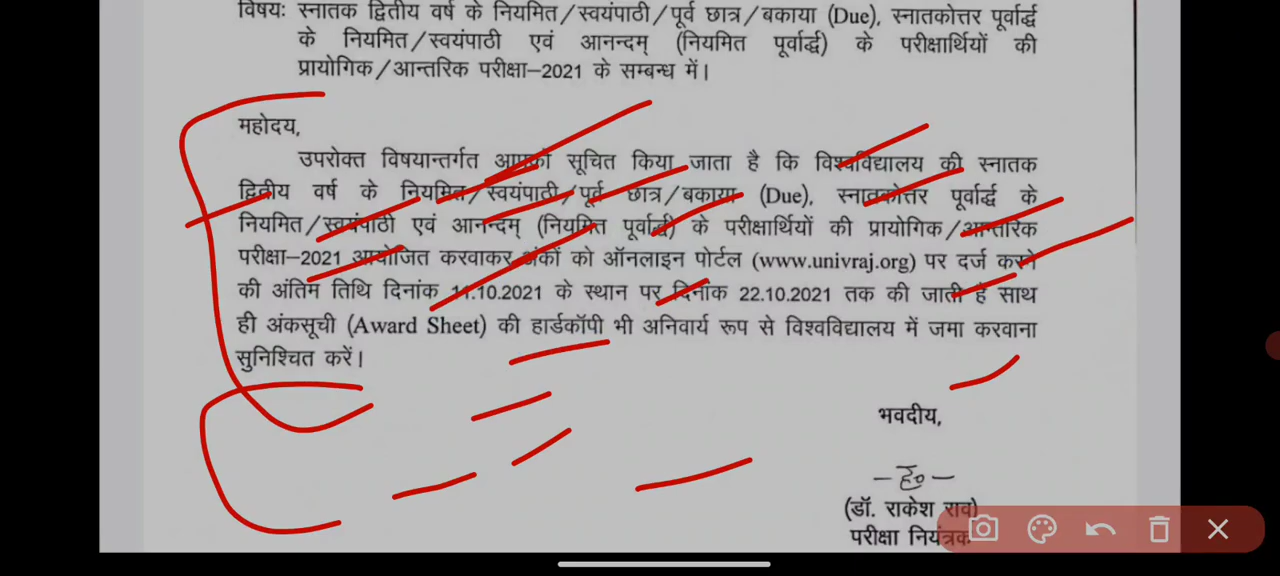 विषयः स्नातक द्वितीय वर्ष के नियमित/स्वयंपाठी/पूर्व छात्र/बकाया (Due), स्नातकोत्तर पूर्वार्द्ध
के नियमित/स्वयंपाठी एवं आनन्दम् (नियमित पूर्वार्द्ध) के परीक्षार्थियों की
प्रायोगिक/आन्तरिक परीक्षा–2021 के सम्बन्ध में।
महोदय,
उपरोक्त विषयान्तर्गत आपको सूचित किया जाता है कि विश्वविद्यालय की स्नातक
द्वितीय वर्ष के नियमित/स्वयंपाठी/पूर्व छात्र/बकाया (Due), स्नातकोत्तर पूर्वार्द्ध के
नियमित/स्वयंपाठी एवं आनन्दम् (नियमित पूर्वार्द्ध) के परीक्षार्थियों की प्रायोगिक/आन्तरिक
परीक्षा–2021 आयोजित करवाकर अंकों को ऑनलाइन पोर्टल (www.univraj.org) पर दर्ज करने
की अंतिम तिथि दिनांक 11.10.2021 के स्थान पर दिनांक 22.10.2021 तक की जाती है साथ
ही अंकसूची (Award Sheet) की हार्डकॉपी भी अनिवार्य रूप से विश्वविद्यालय में जमा करवाना
सुनिश्चित करें।
भवदीय,
–ह०–
(डॉ. राकेश राव)
परीक्षा नियंत्रक